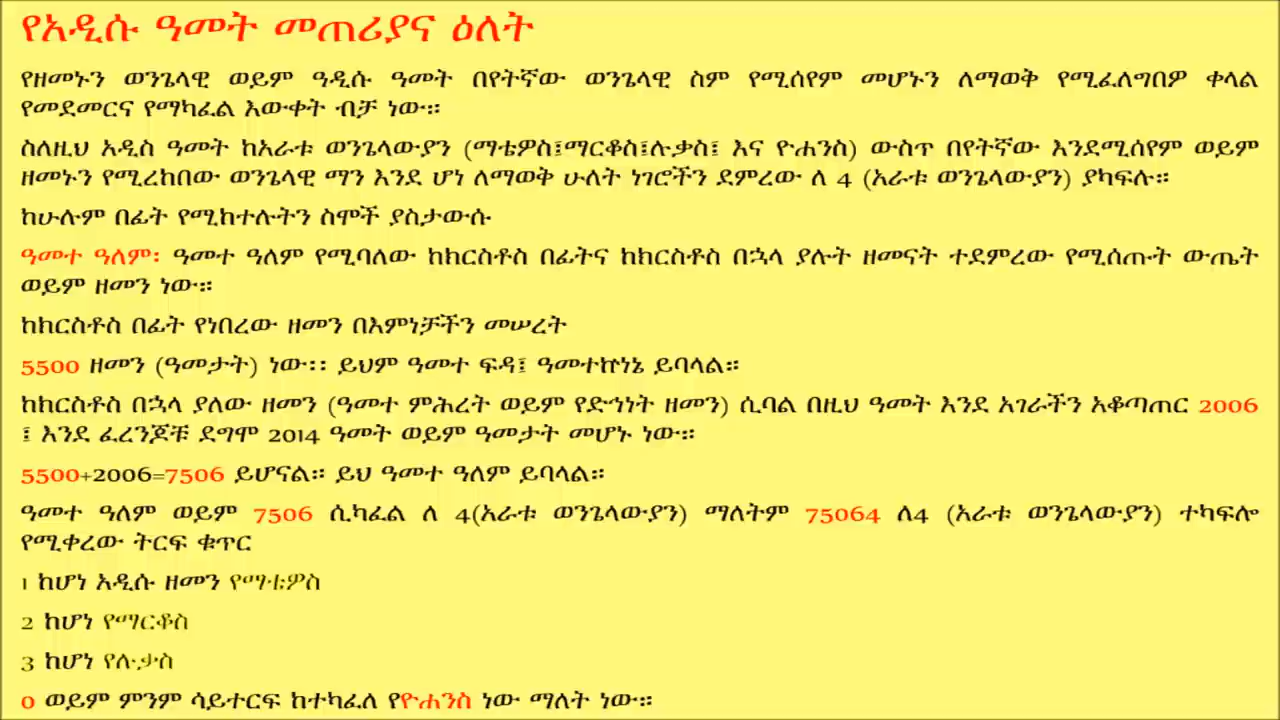 የአዲሱ ዓመት መጠሪያና ዕለት
የዘመኑን ወንጌላዊ ወይም ዓዲሱ ዓመት በየትኛው ወንጌላዊ ስም የሚሰየም መሆኑን ለማወቅ የሚፈለግበዎ ቀላል
የመደመርና የማካፈል እውቀት ብቻ ነው።
ስለዚህ አዲስ ዓመት ከአራቱ ወንጌላውያን (ማቴዎስ፤ማርቆስ፤ሉቃስ፤ እና ዮሐንስ) ውስጥ በየትኛው እንደሚሰየም ወይም
ዘመኑን የሚረከበው ወንጌላዊ ማን እንደ ሆነ ለማወቅ ሁለት ነገሮችን ደምረው ለ 4 (አራቱ ወንጌላውያን) ያካፍሉ።
ከሁሉም በፊት የሚከተሉትን ስሞች ያስታውሱ
ዓመተ ዓለም፡ ዓመተ ዓለም የሚባለው ከክርስቶስ በፊትና ከክርስቶስ በኋላ ያሉት ዘመናት ተደምረው የሚሰጡት ውጤት
ወይም ዘመን ነው።
ከክርስቶስ በፊት የነበረው ዘመን በእምነቻችን መሠረት
5500 ዘመን (ዓመታት) ነው፡፡ ይህም ዓመተ ፍዳ፤ ዓመተኵነኔ ይባላል።
ከክርስቶስ በኋላ ያለው ዘመን (ዓመተ ምሕረት ወይም የድኅነት ዘመን) ሲባል በዚህ ዓመት እንደ አገራችን አቆጣጠር 2006
፤ እንደ ፈረንጆቹ ደግሞ 2014 ዓመት ወይም ዓመታት መሆኑ ነው።
5500+2006=7506 ይሆናል። ይህ ዓመተ ዓለም ይባላል።
ዓመተ ዓለም ወይም 7506 ሲካፈል ለ 4(አራቱ ወንጌላውያን) ማለትም 75064 ለ4 (አራቱ ወንጌላውያን) ተካፍሎ
የሚቀረው ትርፍ ቁጥር
1 ከሆነ አዲሱ ዘመን የማቴዎስ
2 ከሆነ የማርቆስ
3 ከሆነ የሉቃስ
0 ወይም ምንም ሳይተርፍ ከተካፈለ የዮሐንስ ነው ማለት ነው።